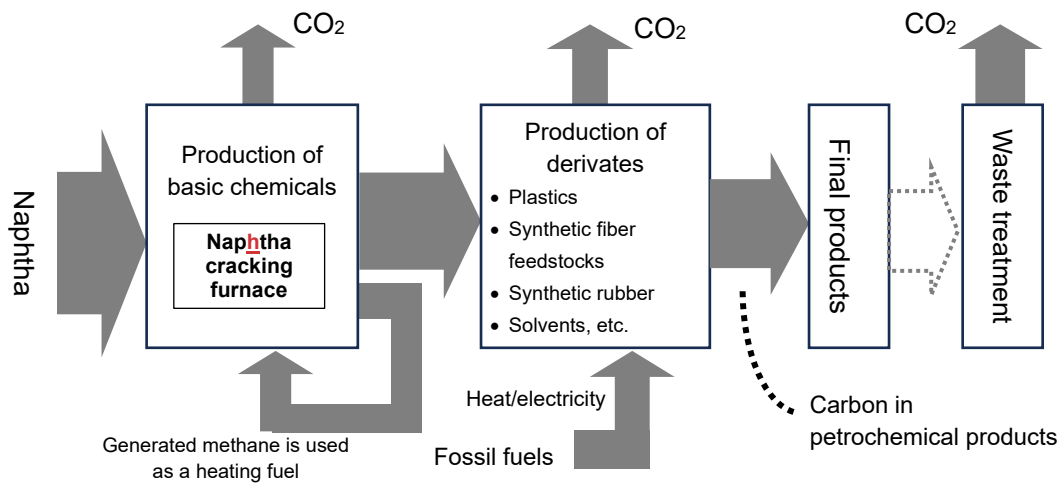 CO2
CO2
CO2
Naphtha
Production of
basic chemicals
Naphtha
cracking
furnace
Generated methane is used
as a heating fuel
Production of
derivates
• Plastics
• Synthetic fiber
feedstocks
• Synthetic rubber
• Solvents, etc.
Heat/electricity
Fossil fuels
Final products
Carbon in
petrochemical products
Waste treatment